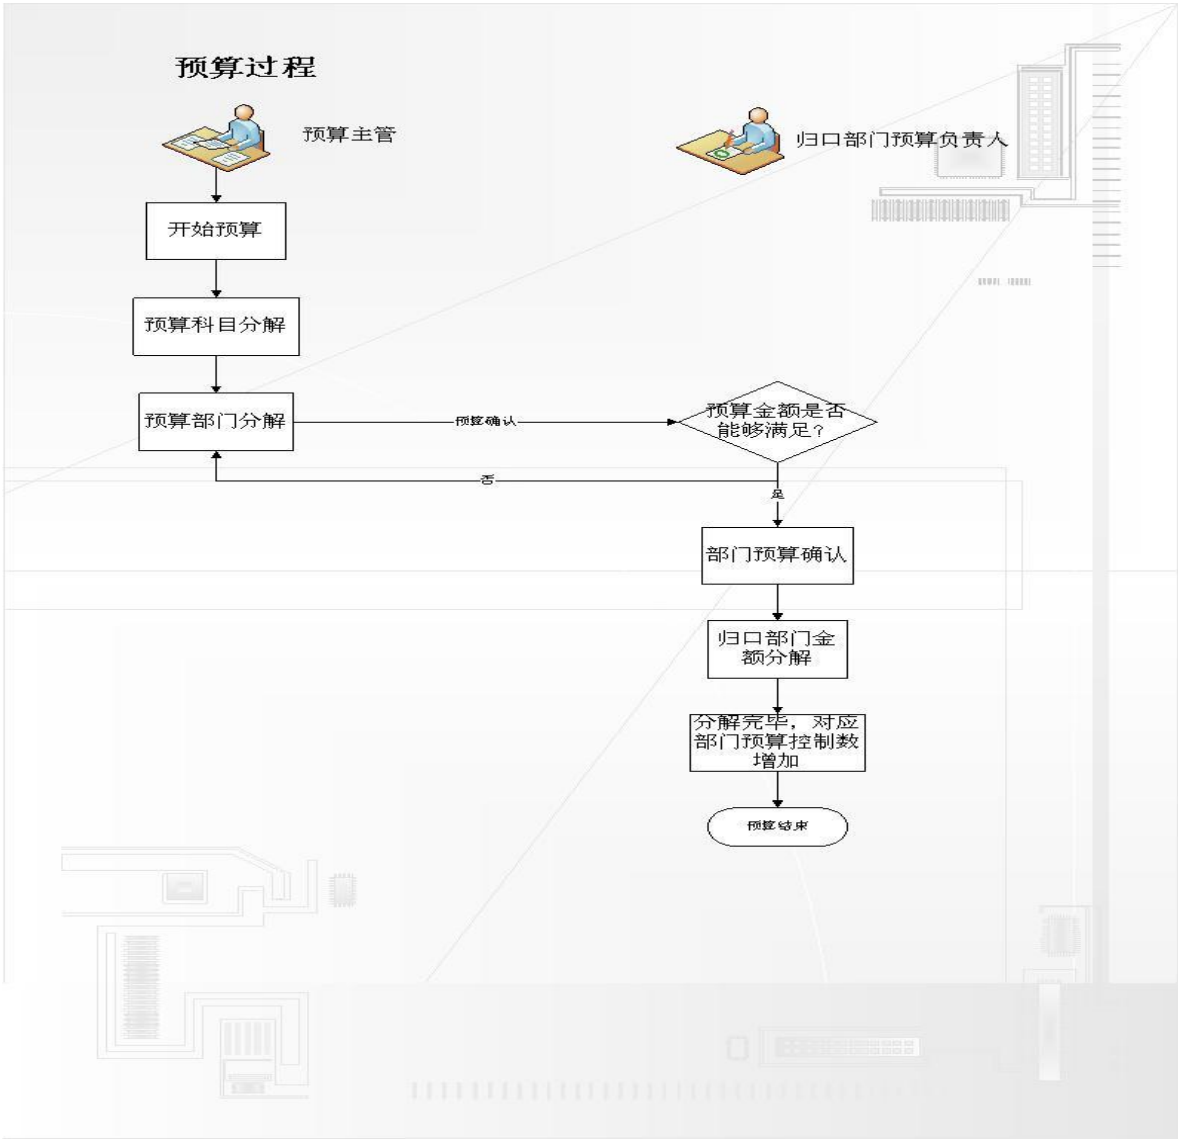 预算过程
预算主管
归口部门预算负责人
开始预算
预算科目分解
预算部门分解
预算确认
预算金额是否
能够满足?
否
是
部门预算确认
归口部门金
额分解
分解完毕，对应
部门预算控制数
增加
预算结束